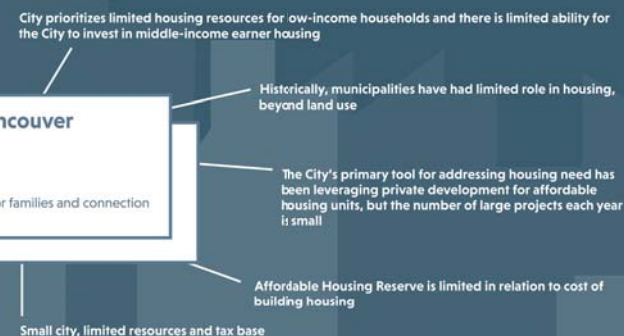 City prioritizes limited housing resources for low-income households and there is limited ability for
the City to invest in middle-income earner housing
Historically, municipalities have had limited role in housing,
beyond land use
ncouver
The City's primary tool for addressing housing need has
been leveraging private development for affordable
housing units, but the number of large projects each year
is small
or families and connection
Affordable Housing Reserve is limited in relation to cost of
building housing
Small city, limited resources and tax base